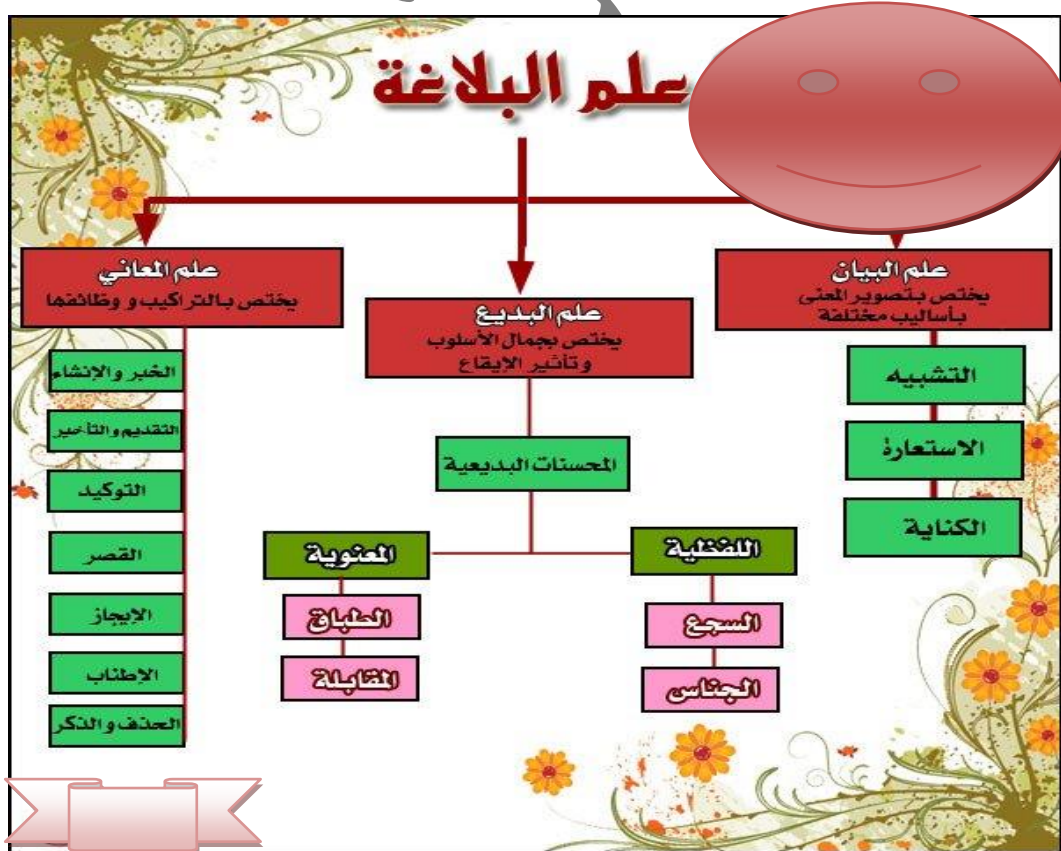 علم البلاغة
علم البيان
يختص بتصوير المعنى
بأساليب مختلفة
التشبيه
الاستعارة
الكناية
علم البديع
يختص بجمال الأسلوب
وتأثير الإيقاع
المحسنات البديعية
اللفظية
السجع
الجناس
المعنوية
الطباق
المقابلة
علم المعاني
يختص بالتراكيب و وظائفها
الخبر والإنشاء
التقديم والتأخير
التوكيد
القصر
الإيجاز
الإطناب
الحذف والذكر